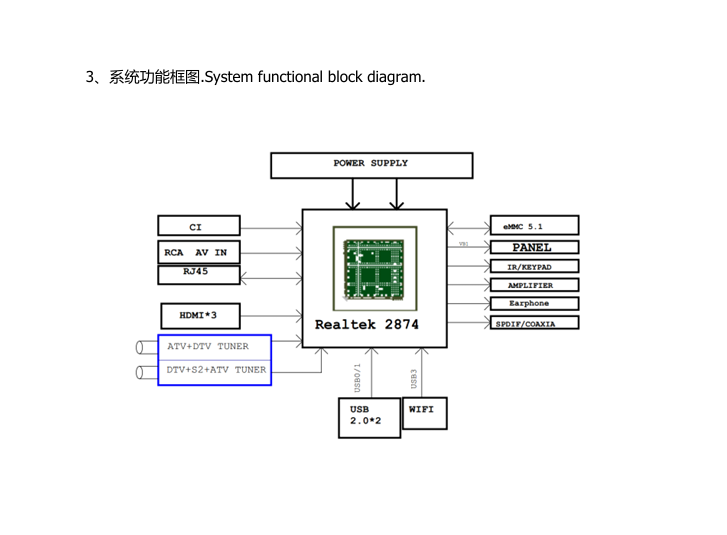 3、系统功能框图.System functional block diagram.
POWER SUPPLY
CI
RCA AV IN
RJ45
HDMI*3
ATV+DTV TUNER
DTV+S2+ATV TUNER
Realtek 2874
eMMC 5.1
VB1
PANEL
IR/KEYPAD
AMPLIFIER
Earphone
SPDIF/COAXIA
USB0/1
USB3
USB
2.0*2
WIFI